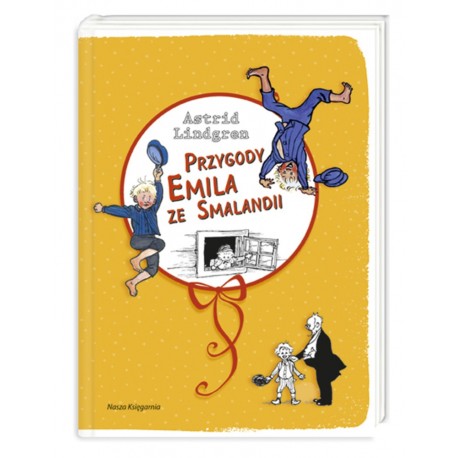 Astrid
Lindgren
PRZYGODY
EMILA
ZE SMALANDII
Nasza Księgarnia